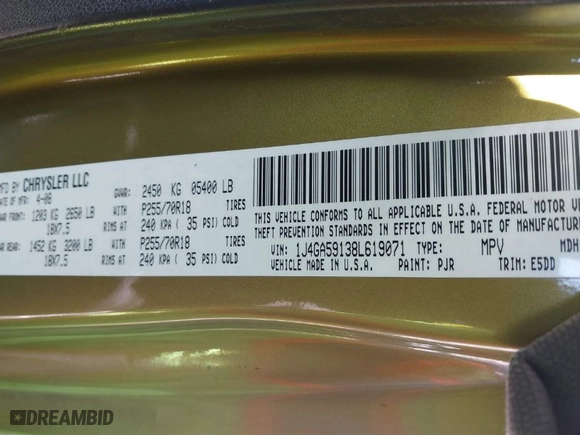 MFD BY CHRYSLER LLC GVWR: 2450 KG 05400 LB
DATE OF MFR: 4-08
FRONT: 1203 KG 2650 LB WITH P255/70R18 TIRES
18X7.5 RIMS AT 240 KPA ( 35 PSI) COLD
REAR: 1452 KG 3200 LB WITH P255/70R18 TIRES
18X7.5 RIMS AT 240 KPA ( 35 PSI) COLD
THIS VEHICLE CONFORMS TO ALL APPLICABLE U.S.A. FEDERAL MOTOR
THEFT PREVENTION STANDARDS IN EFFECT ON THE DATE OF
VIN: 1J4GA59138L619071 TYPE: MPV MDH
VEHICLE MADE IN U.S.A. PAINT: PJR TRIM: E5DD
DREAMBID